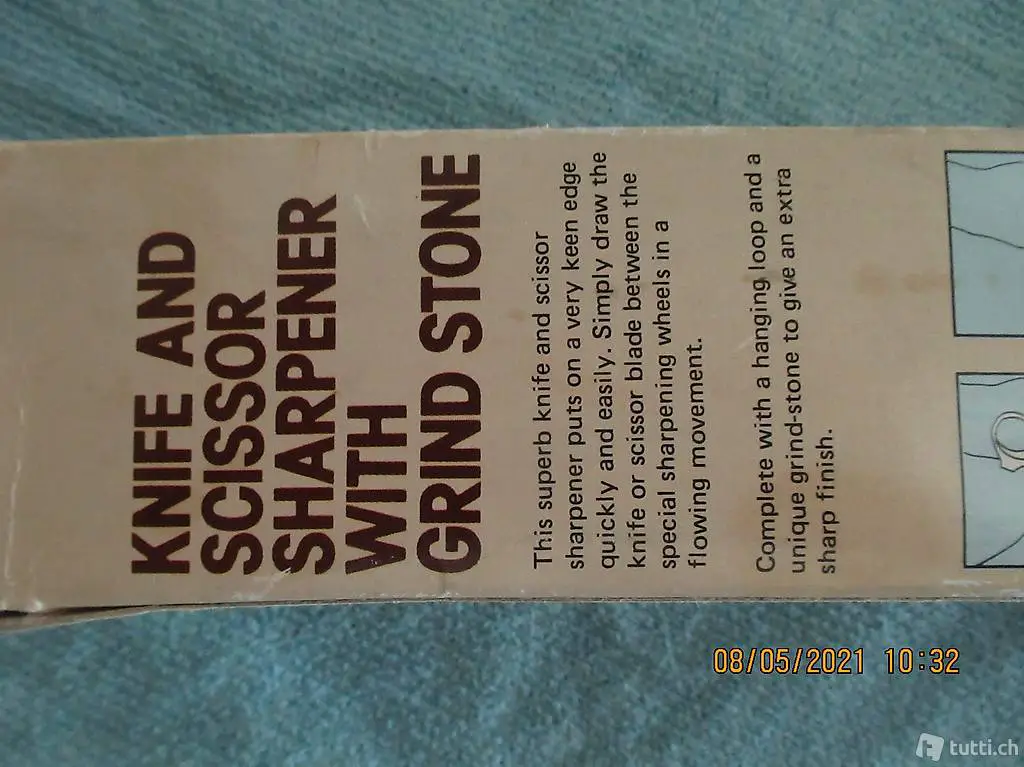 KNIFE AND
SCISSOR
SHARPENER
WITH
GRIND STONE
This superb knife and scissor
sharpener puts on a very keen edge
quickly and easily. Simply draw the
knife or scissor blade between the
special sharpening wheels in a
flowing movement.
Complete with a hanging loop and a
unique grind-stone to give an extra
sharp finish.
08/05/2021 10:32
tutti.ch